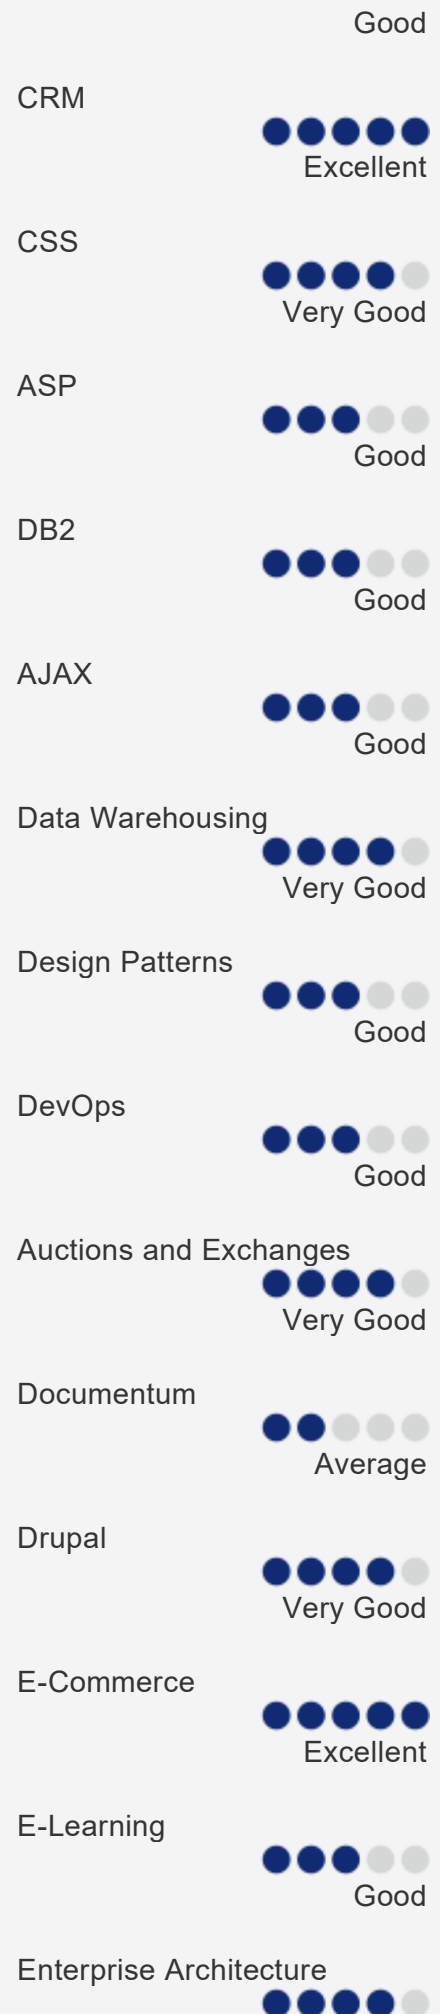 Good
CRM
Excellent
CSS
Very Good
ASP
Good
DB2
Good
AJAX
Good
Data Warehousing
Very Good
Design Patterns
Good
DevOps
Good
Auctions and Exchanges
Very Good
Documentum
Average
Drupal
Very Good
E-Commerce
Excellent
E-Learning
Good
Enterprise Architecture